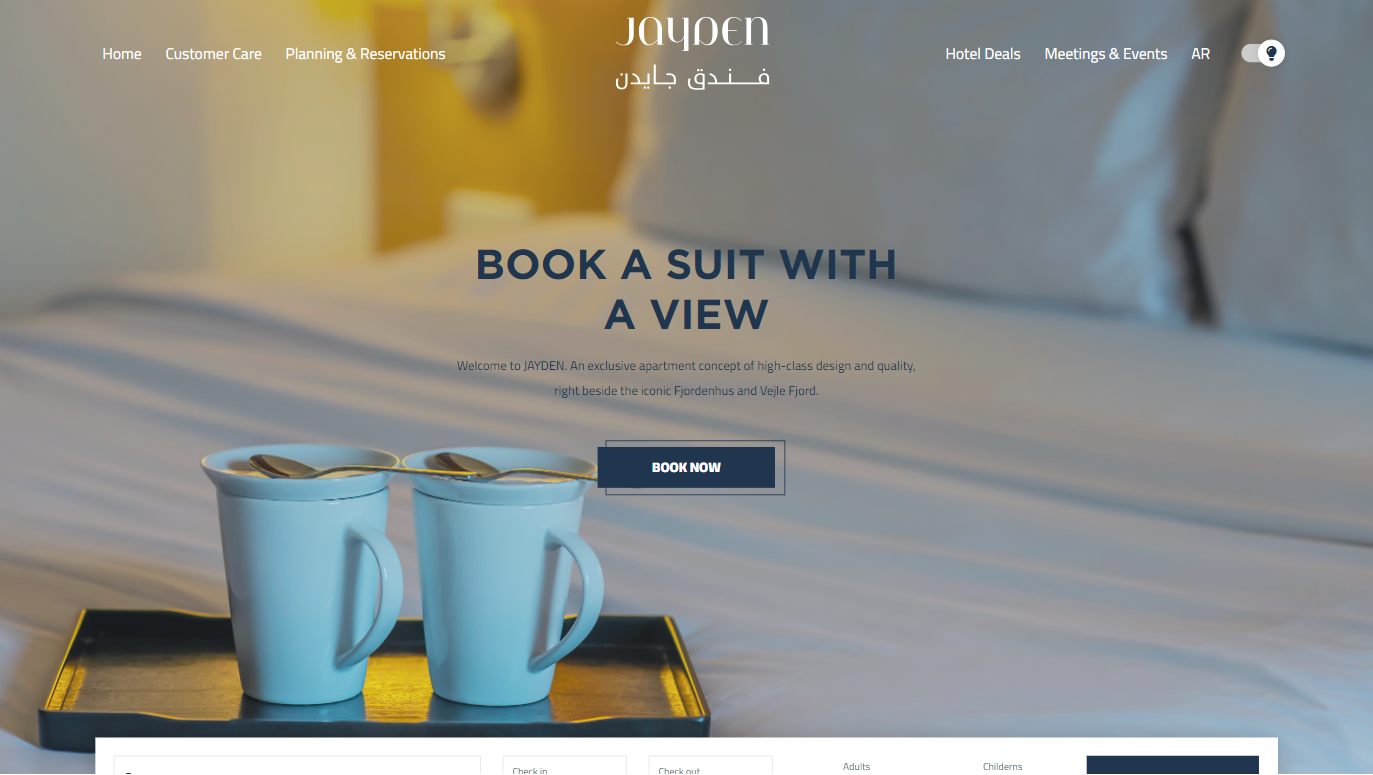 JAYDEN
فـــنـدق جـايـدن
Home Customer Care Planning & Reservations Hotel Deals Meetings & Events AR
BOOK A SUIT WITH
A VIEW
Welcome to JAYDEN. An exclusive apartment concept of high-class design and quality,
right beside the iconic Fjordenhus and Vejle Fjord.
BOOK NOW
Check in Check out Adults Childerns